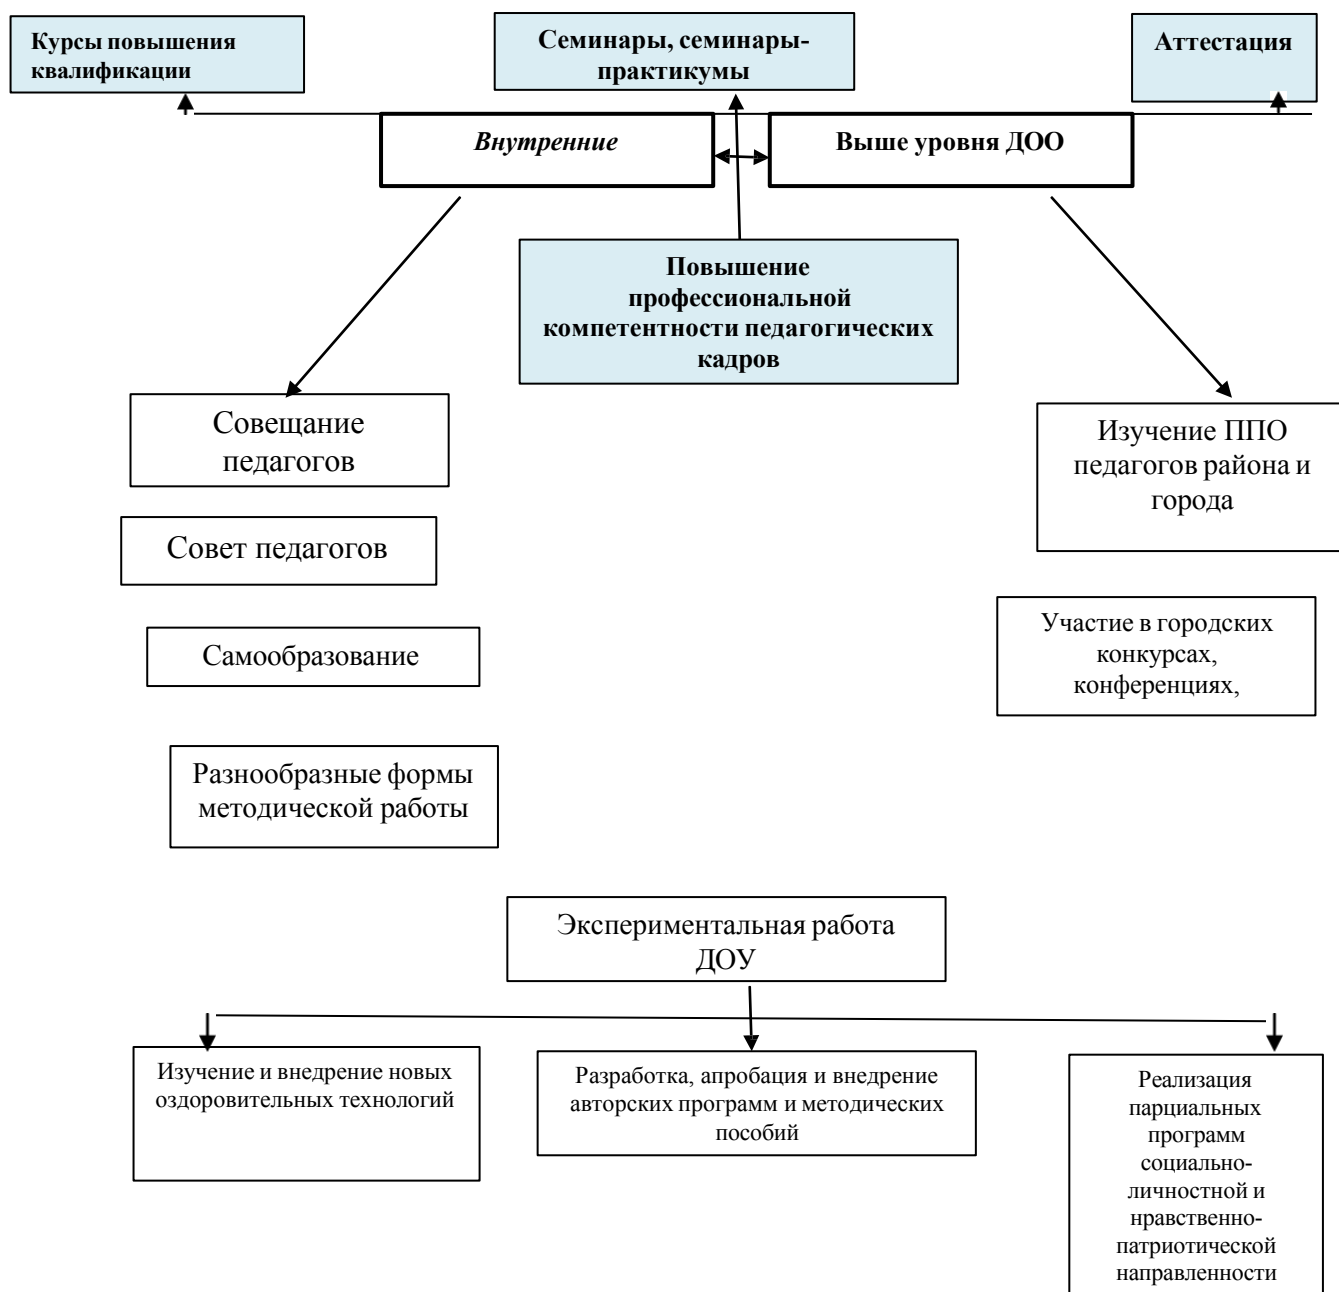 Курсы повышения
квалификации
Семинары, семинары-
практикумы
Аттестация
Внутренние
Выше уровня ДОО
Повышение
профессиональной
компетентности педагогических
кадров
Совещание
педагогов
Изучение ППО
педагогов района и
города
Совет педагогов
Участие в городских
конкурсах,
конференциях,
Самообразование
Разнообразные формы
методической работы
Экспериментальная работа
ДОУ
Изучение и внедрение новых
оздоровительных технологий
Разработка, апробация и внедрение
авторских программ и методических
пособий
Реализация
парциальных
программ
социально-
личностной и
нравственно-
патриотической
направленности